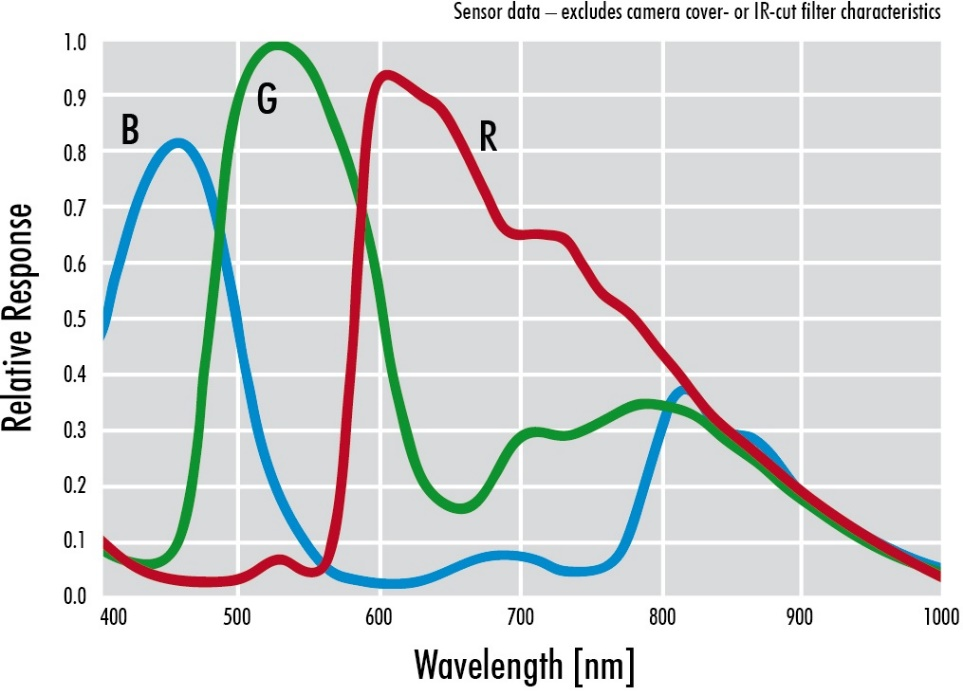 Sensor data – excludes camera cover- or IR-cut filter characteristics
1.0
0.9
0.8
0.7
0.6
0.5
0.4
0.3
0.2
0.1
0.0
Relative Response
B
G
R
400 500 600 700 800 900 1000
Wavelength [nm]